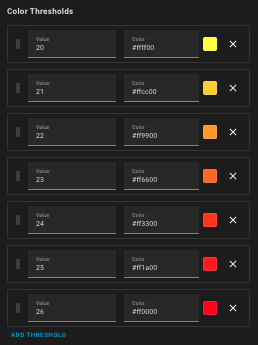 Color Thresholds
Value Color
20 #ffff00
Value Color
21 #ffcc00
Value Color
22 #ff9900
Value Color
23 #ff6600
Value Color
24 #ff3300
Value Color
25 #ff1a00
Value Color
26 #ff0000
ADD THRESHOLD